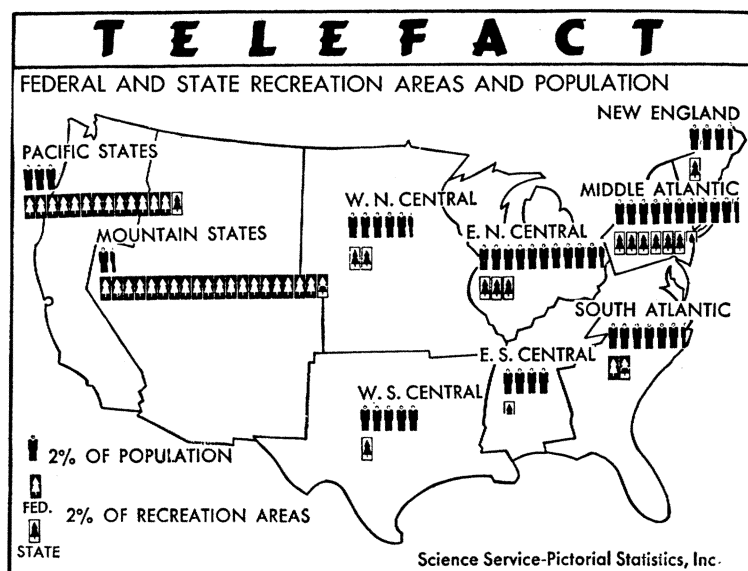 TELEFACT
FEDERAL AND STATE RECREATION AREAS AND POPULATION
NEW ENGLAND
PACIFIC STATES
MIDDLE ATLANTIC
W. N. CENTRAL
E. N. CENTRAL
MOUNTAIN STATES
SOUTH ATLANTIC
E. S. CENTRAL
W. S. CENTRAL
2% OF POPULATION
FED.
2% OF RECREATION AREAS
STATE
Science Service-Pictorial Statistics, Inc.